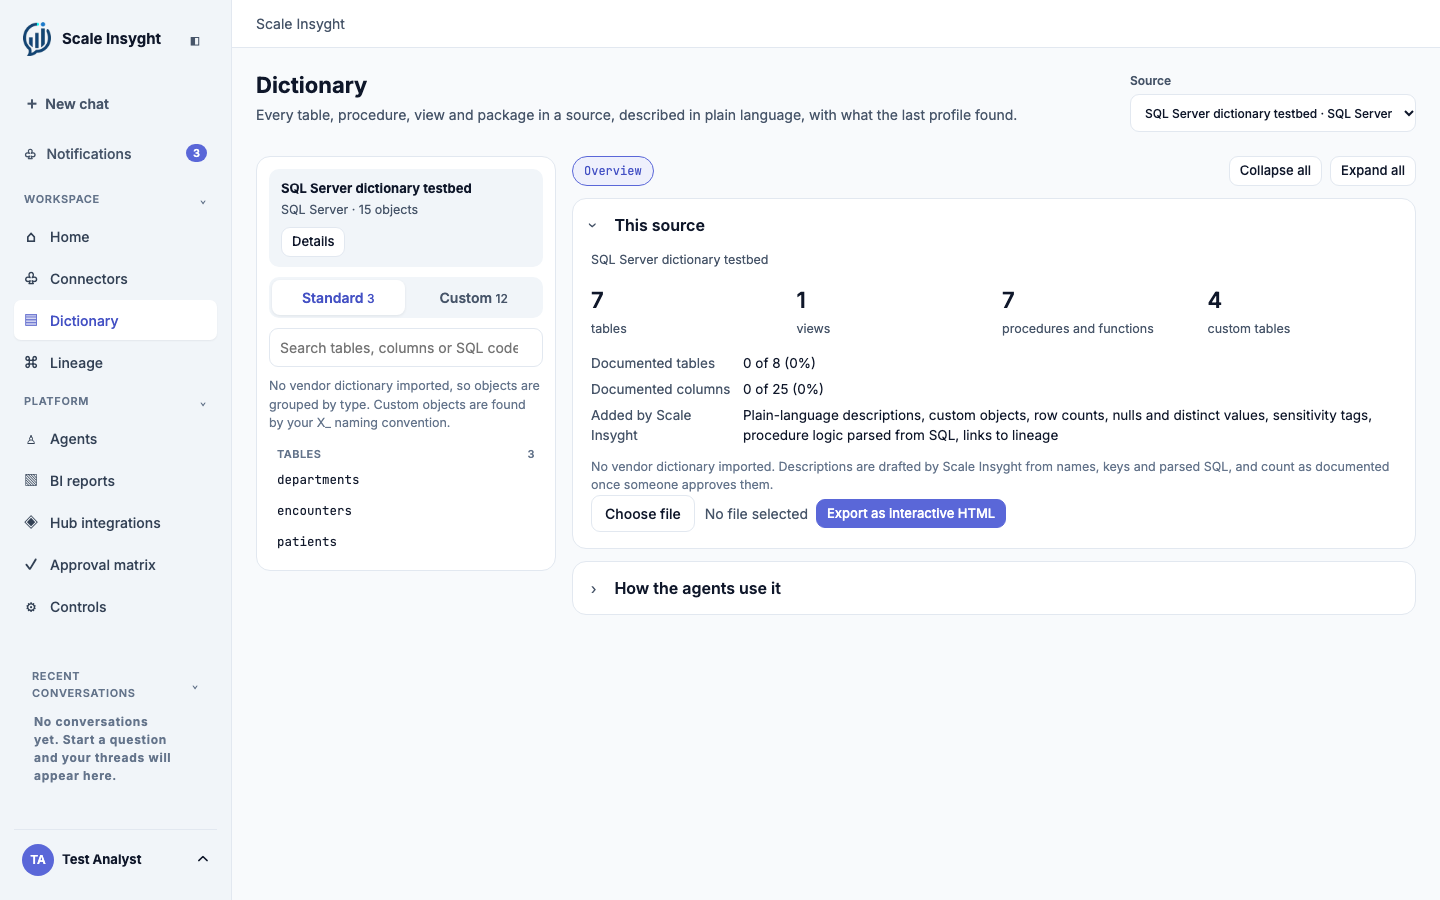 Scale Insyght
New chat
Notifications
3
WORKSPACE
Home
Connectors
Dictionary
Lineage
PLATFORM
Agents
BI reports
Hub integrations
Approval matrix
Controls
RECENT
CONVERSATIONS
No conversations
yet. Start a question
and your threads will
appear here.
TA
Test Analyst
Scale Insyght
Dictionary
Every table, procedure, view and package in a source, described in plain language, with what the last profile found.
Source
SQL Server dictionary testbed · SQL Server
SQL Server dictionary testbed
SQL Server · 15 objects
Details
Standard 3
Custom 12
Search tables, columns or SQL code
No vendor dictionary imported, so objects are
grouped by type. Custom objects are found
by your X_ naming convention.
TABLES 3
departments
encounters
patients
Overview
Collapse all
Expand all
This source
SQL Server dictionary testbed
7
tables
1
views
7
procedures and functions
4
custom tables
Documented tables 0 of 8 (0%)
Documented columns 0 of 25 (0%)
Added by Scale Insyght
Plain-language descriptions, custom objects, row counts, nulls and distinct values, sensitivity tags,
procedure logic parsed from SQL, links to lineage
No vendor dictionary imported. Descriptions are drafted by Scale Insyght from names, keys and parsed SQL, and count as documented
once someone approves them.
Choose file
No file selected
Export as interactive HTML
How the agents use it